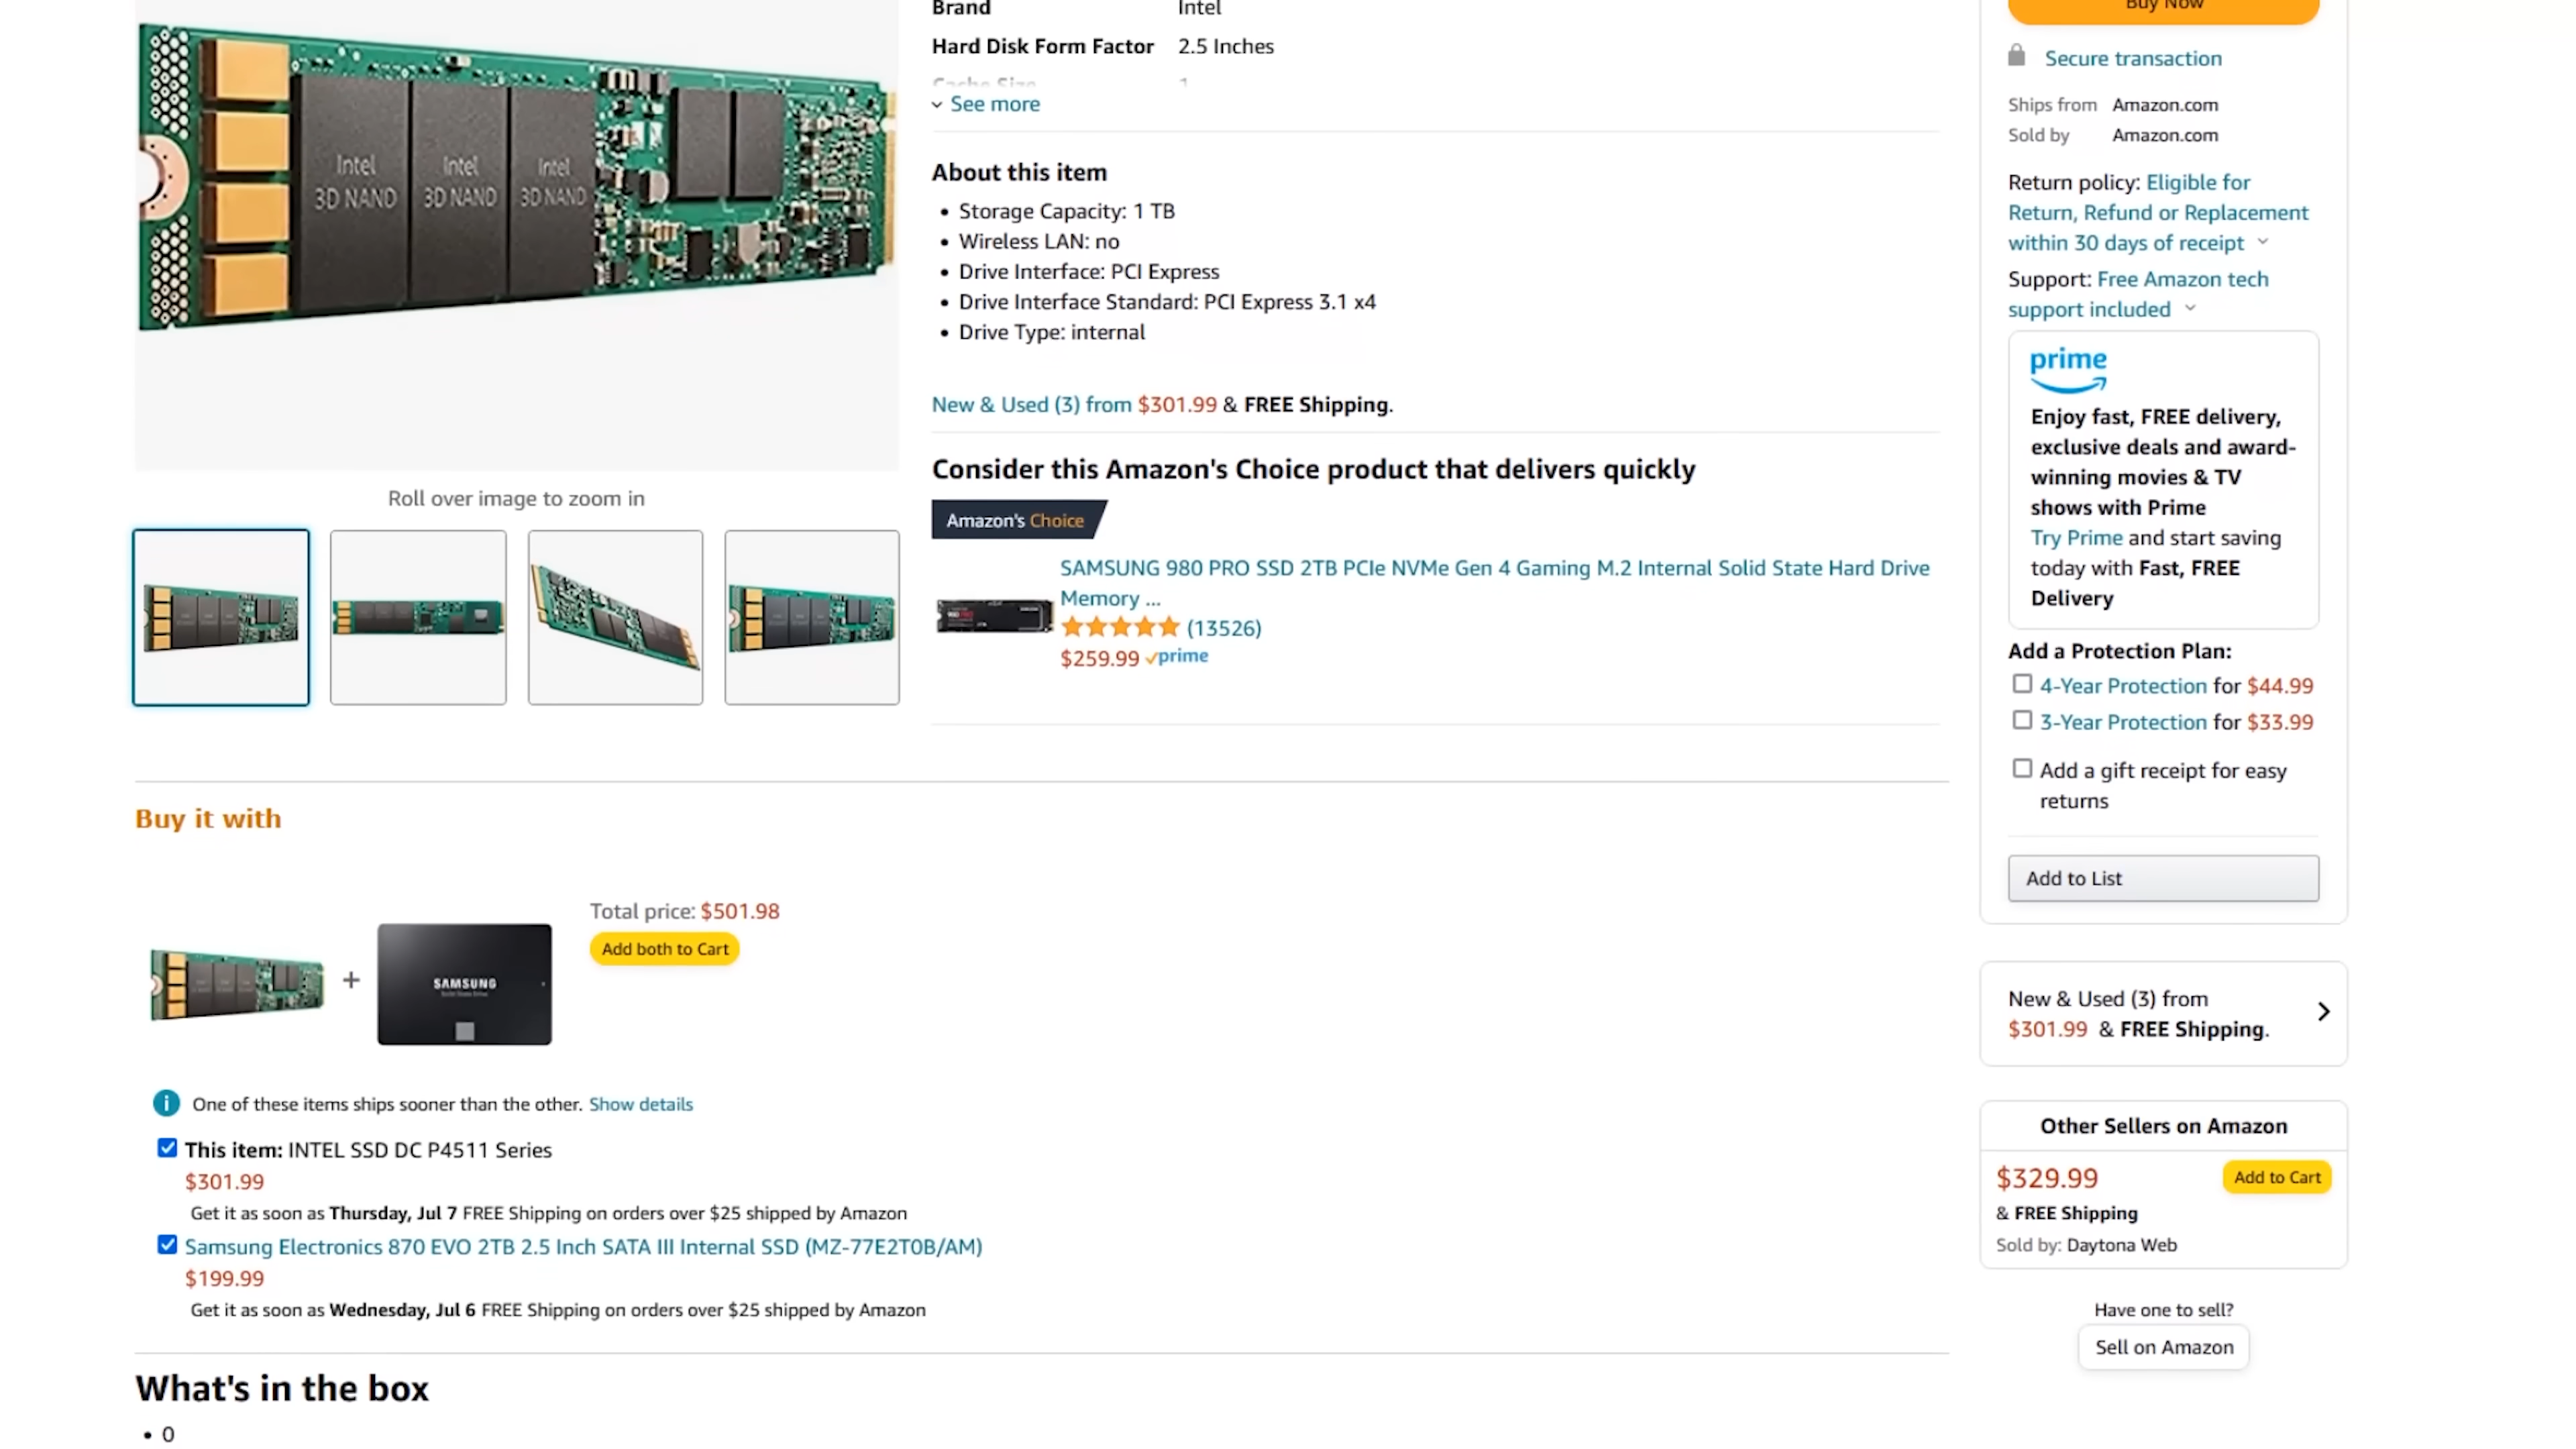 Brand Intel
Hard Disk Form Factor 2.5 Inches
Cache Size 1
See more
Intel
3D NAND
Intel
3D NAND
Intel
3D NAND
About this item
• Storage Capacity: 1 TB
• Wireless LAN: no
• Drive Interface: PCI Express
• Drive Interface Standard: PCI Express 3.1 x4
• Drive Type: internal
New & Used (3) from $301.99 & FREE Shipping.
Consider this Amazon's Choice product that delivers quickly
Amazon's Choice
SAMSUNG 980 PRO SSD 2TB PCIe NVMe Gen 4 Gaming M.2 Internal Solid State Hard Drive
Memory ...
(13526)
$259.99 prime
Roll over image to zoom in
Buy it with
Total price: $501.98
Add both to Cart
+
SAMSUNG
One of these items ships sooner than the other. Show details
This item: INTEL SSD DC P4511 Series
$301.99
Get it as soon as Thursday, Jul 7 FREE Shipping on orders over $25 shipped by Amazon
Samsung Electronics 870 EVO 2TB 2.5 Inch SATA III Internal SSD (MZ-77E2T0B/AM)
$199.99
Get it as soon as Wednesday, Jul 6 FREE Shipping on orders over $25 shipped by Amazon
What's in the box
• 0
Buy Now
Secure transaction
Ships from Amazon.com
Sold by Amazon.com
Return policy: Eligible for
Return, Refund or Replacement
within 30 days of receipt
Support: Free Amazon tech
support included
prime
Enjoy fast, FREE delivery,
exclusive deals and award-
winning movies & TV
shows with Prime
Try Prime and start saving
today with Fast, FREE
Delivery
Add a Protection Plan:
4-Year Protection for $44.99
3-Year Protection for $33.99
Add a gift receipt for easy
returns
Add to List
New & Used (3) from
$301.99 & FREE Shipping.
Other Sellers on Amazon
$329.99 Add to Cart
& FREE Shipping
Sold by: Daytona Web
Have one to sell?
Sell on Amazon